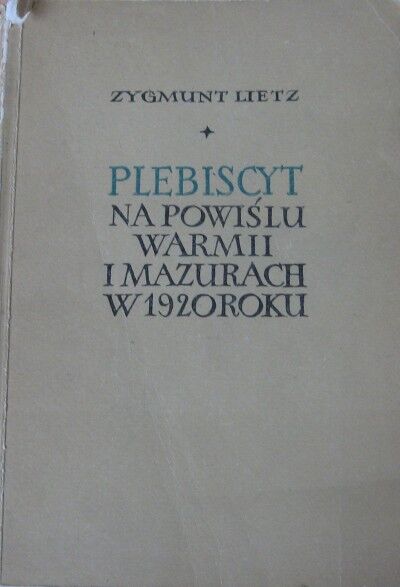 ZYGMUNT LIETZ
PLEBISCYT
NA POWIŚLU
WARMII
I MAZURACH
W 1920 ROKU